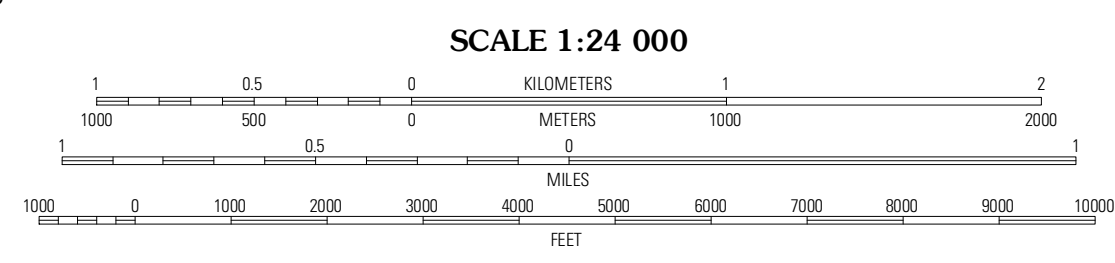 SCALE 1:24 000
1 0.5 0 KILOMETERS 1 2
1000 500 0 METERS 1000 2000
1 0.5 0 1
MILES
1000 0 1000 2000 3000 4000 5000 6000 7000 8000 9000 10000
FEET